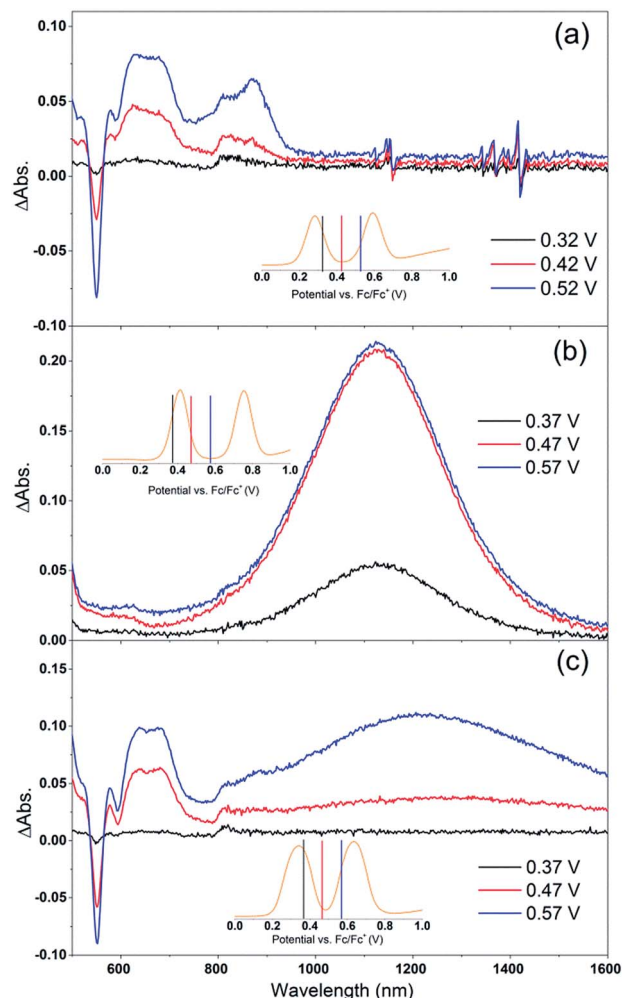 (a)
0.10
0.05
0.00
-0.05
-0.10
ΔAbs.
0.0 0.2 0.4 0.6 0.8 1.0
Potential vs. Fc/Fc⁺ (V)
0.32 V
0.42 V
0.52 V
(b)
0.20
0.15
0.10
0.05
0.00
ΔAbs.
0.0 0.2 0.4 0.6 0.8 1.0
Potential vs. Fc/Fc⁺ (V)
0.37 V
0.47 V
0.57 V
(c)
0.15
0.10
0.05
0.00
-0.05
-0.10
ΔAbs.
0.0 0.2 0.4 0.6 0.8 1.0
Potential vs. Fc/Fc⁺ (V)
0.37 V
0.47 V
0.57 V
600 800 1000 1200 1400 1600
Wavelength (nm)